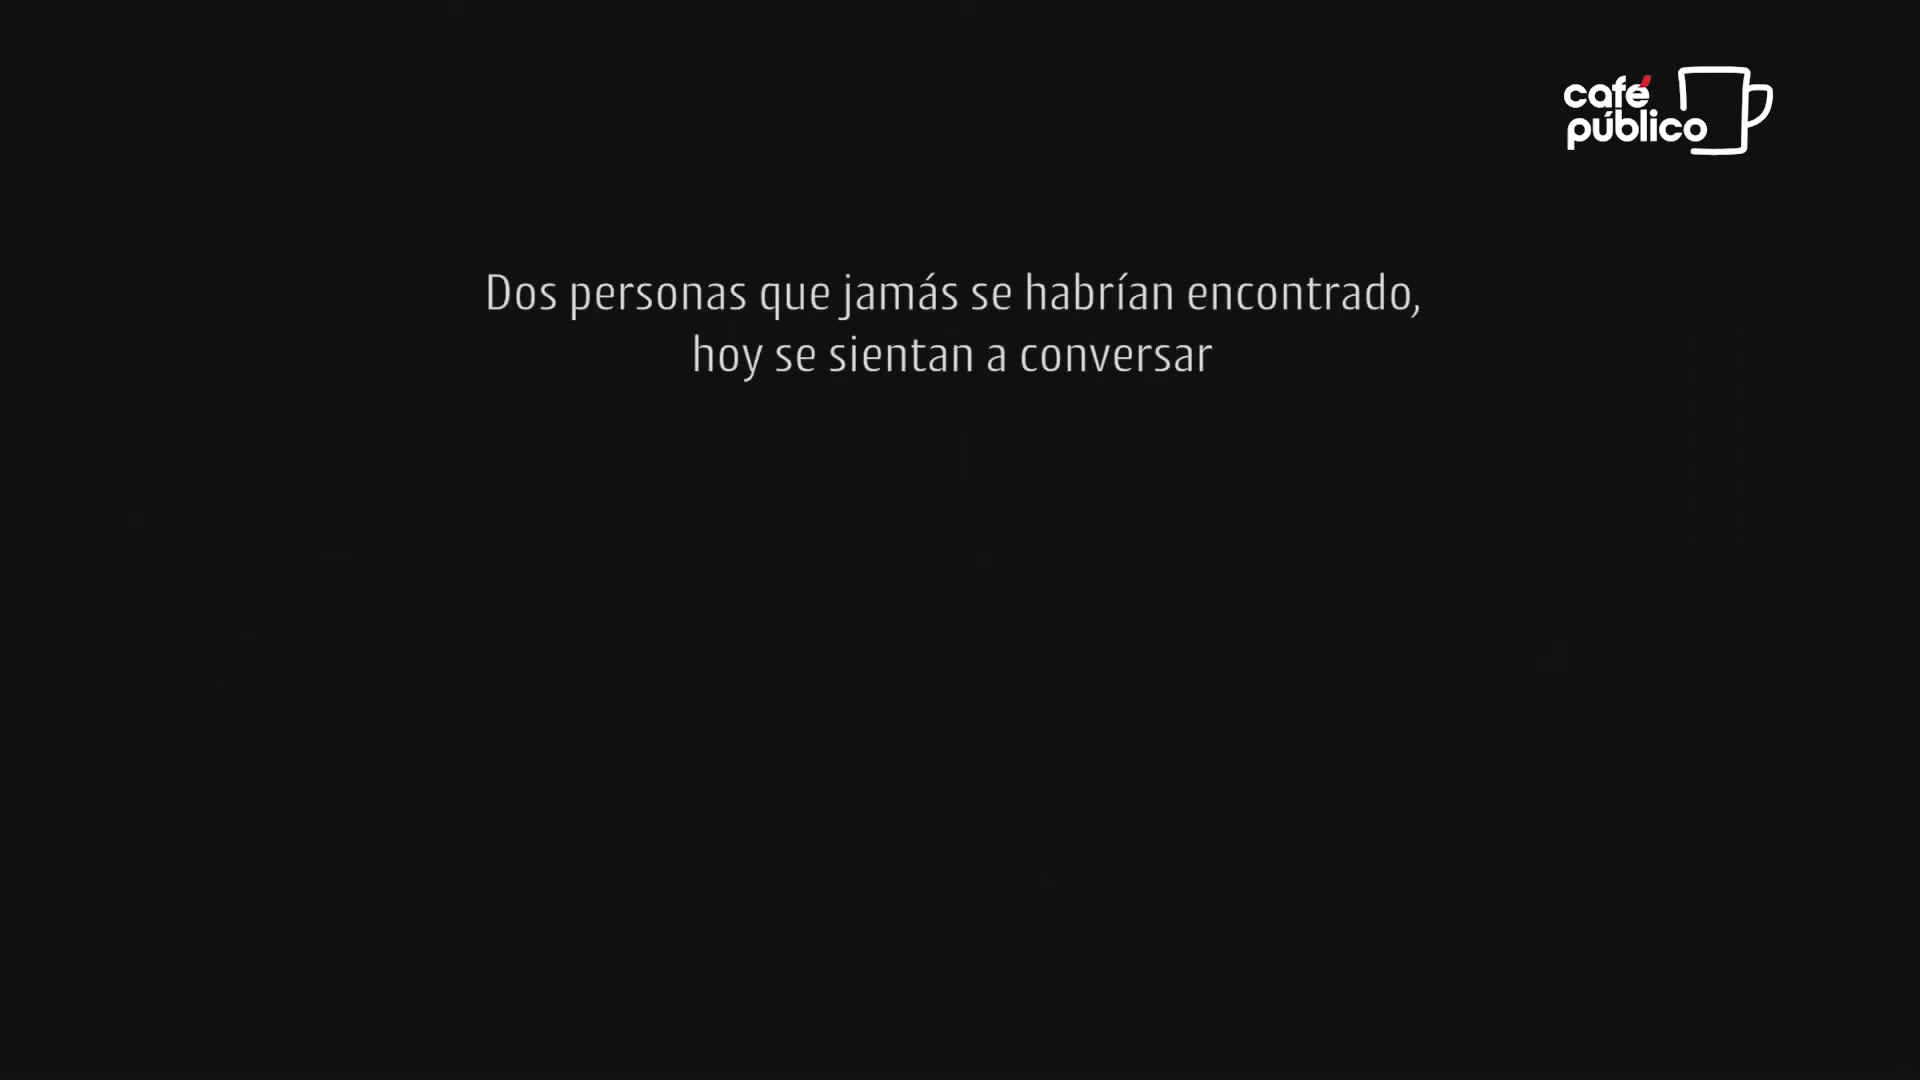 café
público
Dos personas que jamás se habrían encontrado,
hoy se sientan a conversar